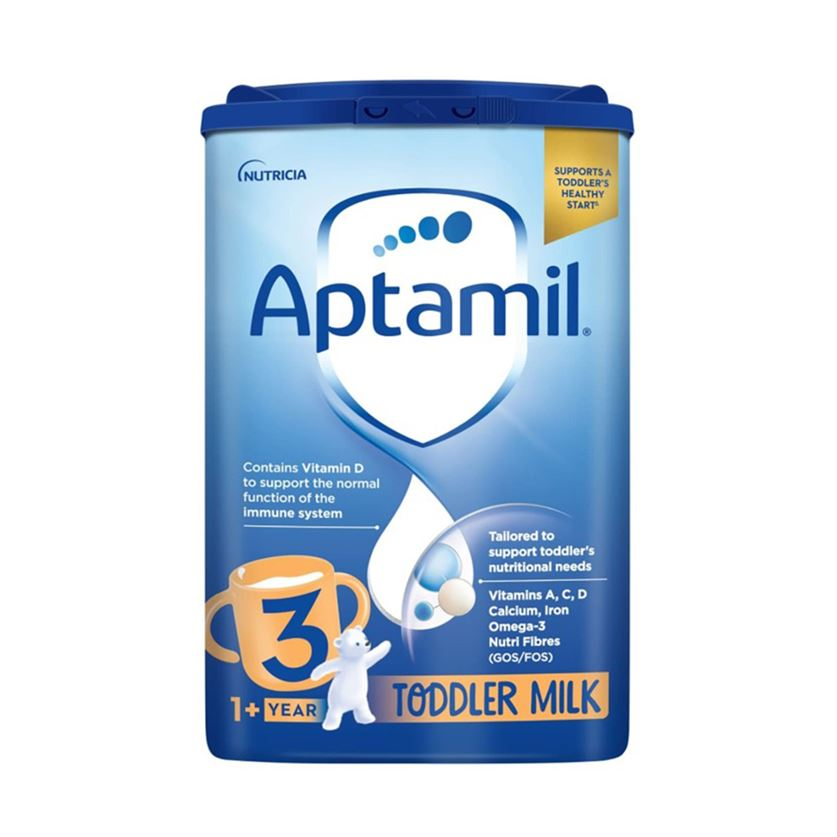 NUTRICIA
SUPPORTS A
TODDLER'S
HEALTHY
START⁶
Aptamil®
Contains Vitamin D
to support the normal
function of the
immune system
Tailored to
support toddler's
nutritional needs
Vitamins A, C, D
Calcium, Iron
Omega-3
Nutri Fibres
(GOS/FOS)
3
1+ YEAR
TODDLER MILK